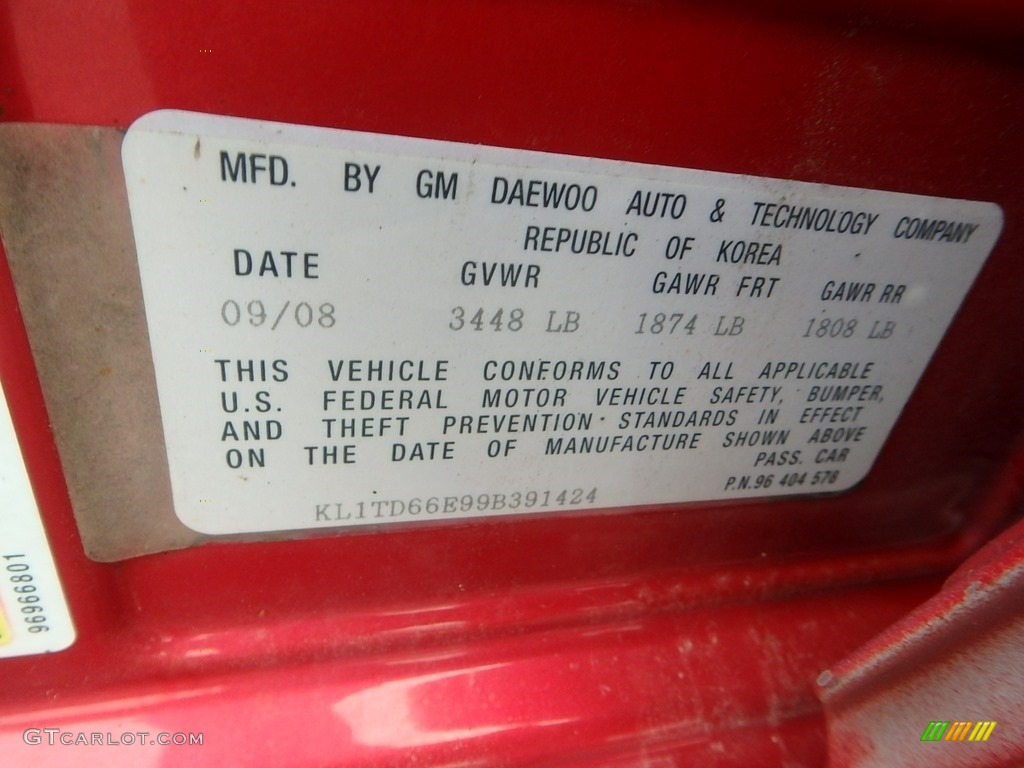 MFD. BY GM DAEWOO AUTO & TECHNOLOGY COMPANY
REPUBLIC OF KOREA
DATE GVWR GAWR FRT GAWR RR
09/08 3448 LB 1874 LB 1808 LB
THIS VEHICLE CONFORMS TO ALL APPLICABLE
U.S. FEDERAL MOTOR VEHICLE SAFETY, BUMPER,
AND THEFT PREVENTION STANDARDS IN EFFECT
ON THE DATE OF MANUFACTURE SHOWN ABOVE
PASS. CAR
P.N.96 404 578
KL1TD66E99B391424
96966801
GTCARLOT.COM